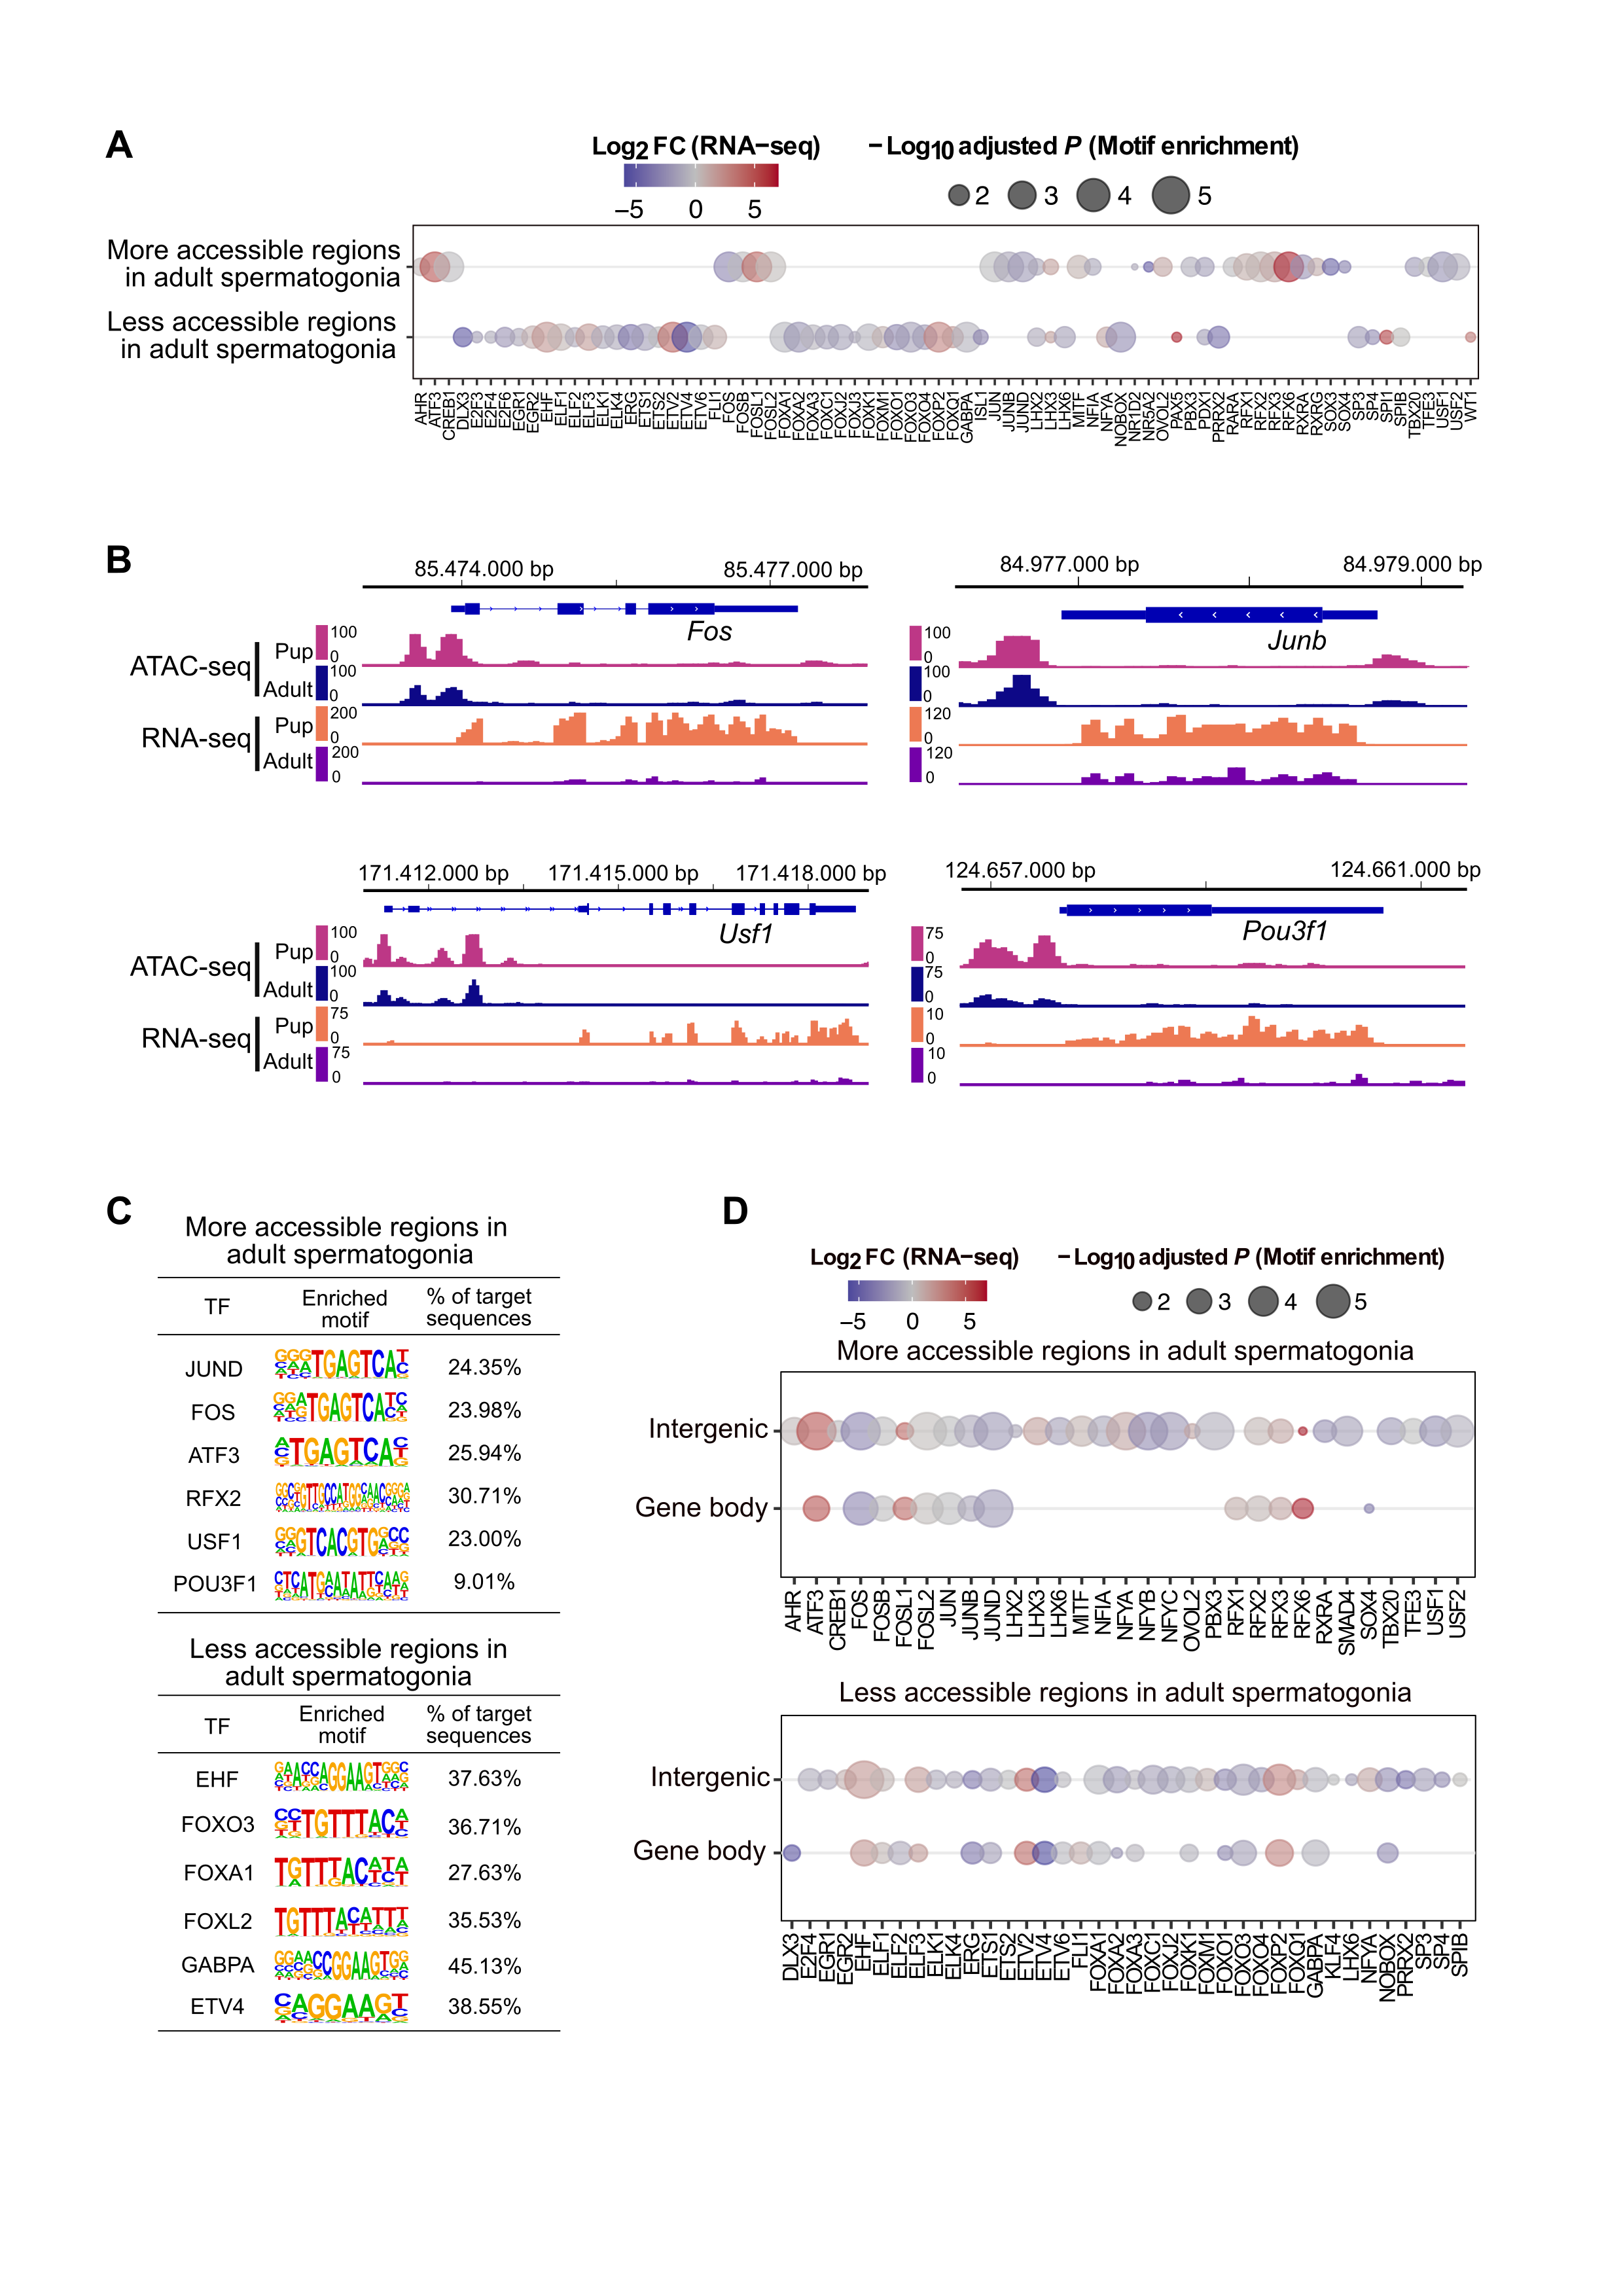 A
Log2 FC (RNA−seq)
− Log10 adjusted P (Motif enrichment)
−5 0 5
2 3 4 5
More accessible regions
in adult spermatogonia
Less accessible regions
in adult spermatogonia
AHR ATF3 CREB1 DLX3 E2F3 E2F4 E2F6 EGR1 EGR2 EHF ELF1 ELF2 ELF3 ELK1 ELK4 ERG ETS1 ETS2 ETV2 ETV4 ETV6 FLI1 FOS FOSB FOSL1 FOSL2 FOXA1 FOXA2 FOXA3 FOXC1 FOXJ2 FOXJ3 FOXK1 FOXM1 FOXO1 FOXO3 FOXO4 FOXP2 FOXQ1 GABPA ISL1 JUN JUNB JUND LHX2 LHX3 LHX6 MITF NFIA NFYA NOBOX NR1D2 NR5A2 OVOL2 PAX5 PBX3 PDX1 PRRX2 RARA RFX1 RFX2 RFX3 RFX6 RXRA RXRG SOX3 SOX4 SP3 SP4 SPI1 SPIB TBX20 TFE3 USF1 USF2 WT1
B
85.474.000 bp 85.477.000 bp
Fos
ATAC-seq
Pup 100 0
Adult 100 0
RNA-seq
Pup 200 0
Adult 200 0
84.977.000 bp 84.979.000 bp
Junb
100 0
100 0
120 0
120 0
171.412.000 bp 171.415.000 bp 171.418.000 bp
Usf1
ATAC-seq
Pup 100 0
Adult 100 0
RNA-seq
Pup 75 0
Adult 75 0
124.657.000 bp 124.661.000 bp
Pou3f1
75 0
75 0
10 0
10 0
C
More accessible regions in
adult spermatogonia
TF
Enriched
motif
% of target
sequences
JUND 24.35%
FOS 23.98%
ATF3 25.94%
RFX2 30.71%
USF1 23.00%
POU3F1 9.01%
Less accessible regions in
adult spermatogonia
TF
Enriched
motif
% of target
sequences
EHF 37.63%
FOXO3 36.71%
FOXA1 27.63%
FOXL2 35.53%
GABPA 45.13%
ETV4 38.55%
D
Log2 FC (RNA−seq)
− Log10 adjusted P (Motif enrichment)
−5 0 5
2 3 4 5
More accessible regions in adult spermatogonia
Intergenic
Gene body
AHR ATF3 CREB1 FOS FOSB FOSL1 FOSL2 JUN JUNB JUND LHX2 LHX3 LHX6 MITF NFIA NFYA NFYB NFYC OVOL2 PBX3 RFX1 RFX2 RFX3 RFX6 RXRA SMAD4 SOX4 TBX20 TFE3 USF1 USF2
Less accessible regions in adult spermatogonia
Intergenic
Gene body
DLX3 E2F4 EGR1 EGR2 EHF ELF1 ELF2 ELF3 ELK1 ELK4 ERG ETS1 ETS2 ETV2 ETV4 ETV6 FLI1 FOXA1 FOXA2 FOXA3 FOXC1 FOXJ2 FOXK1 FOXM1 FOXO1 FOXO3 FOXO4 FOXP2 FOXQ1 GABPA KLF4 LHX6 NFYA NOBOX PRRX2 SP3 SP4 SPIB